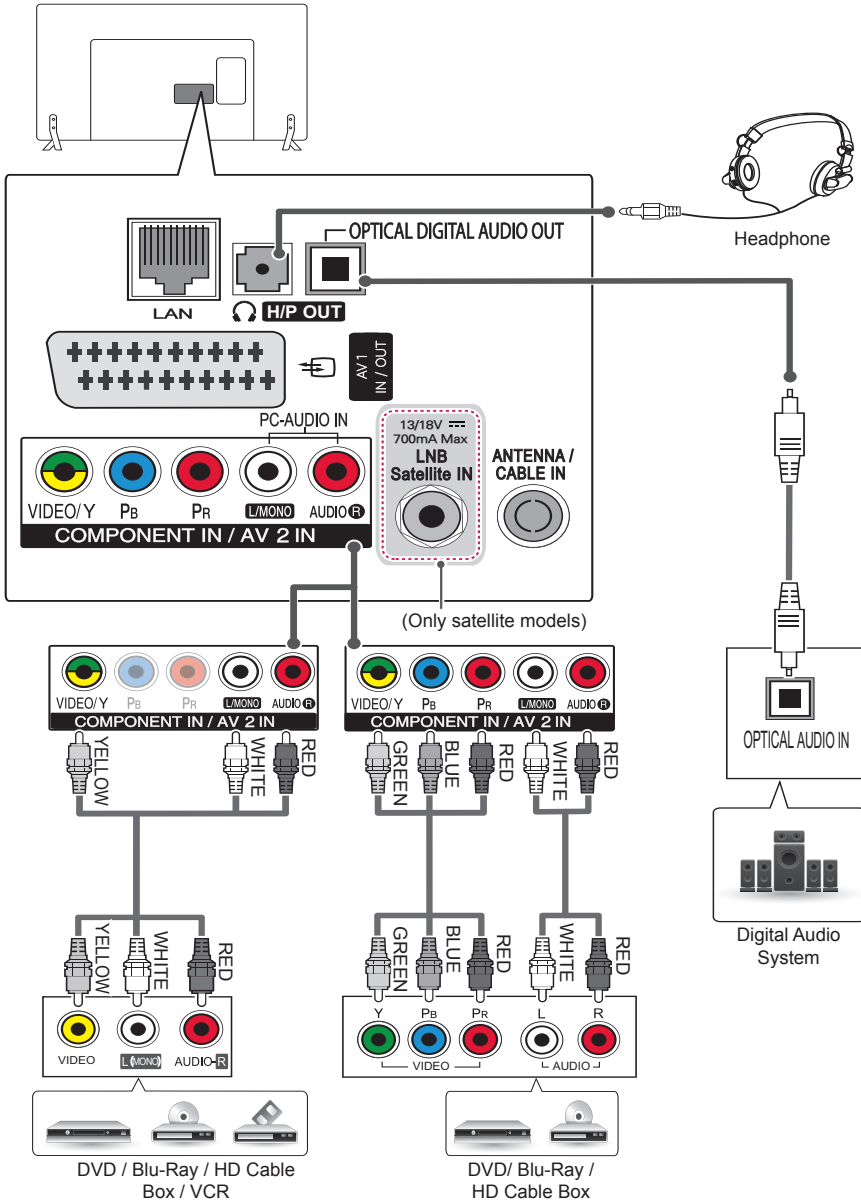 Headphone
OPTICAL DIGITAL AUDIO OUT
LAN
H/P OUT
AV 1
IN / OUT
PC-AUDIO IN
13/18V
700mA Max
LNB
Satellite IN
ANTENNA /
CABLE IN
VIDEO/Y PB PR L/MONO AUDIO R
COMPONENT IN / AV 2 IN
(Only satellite models)
VIDEO/Y PB PR L/MONO AUDIO R
COMPONENT IN / AV 2 IN
YELLOW
WHITE
RED
VIDEO/Y PB PR L/MONO AUDIO R
COMPONENT IN / AV 2 IN
GREEN
BLUE
RED
WHITE
RED
OPTICAL AUDIO IN
Digital Audio
System
YELLOW
WHITE
RED
VIDEO L(MONO) AUDIO-R
DVD / Blu-Ray / HD Cable
Box / VCR
GREEN
BLUE
RED
WHITE
RED
Y PB PR L R
VIDEO AUDIO
DVD/ Blu-Ray /
HD Cable Box